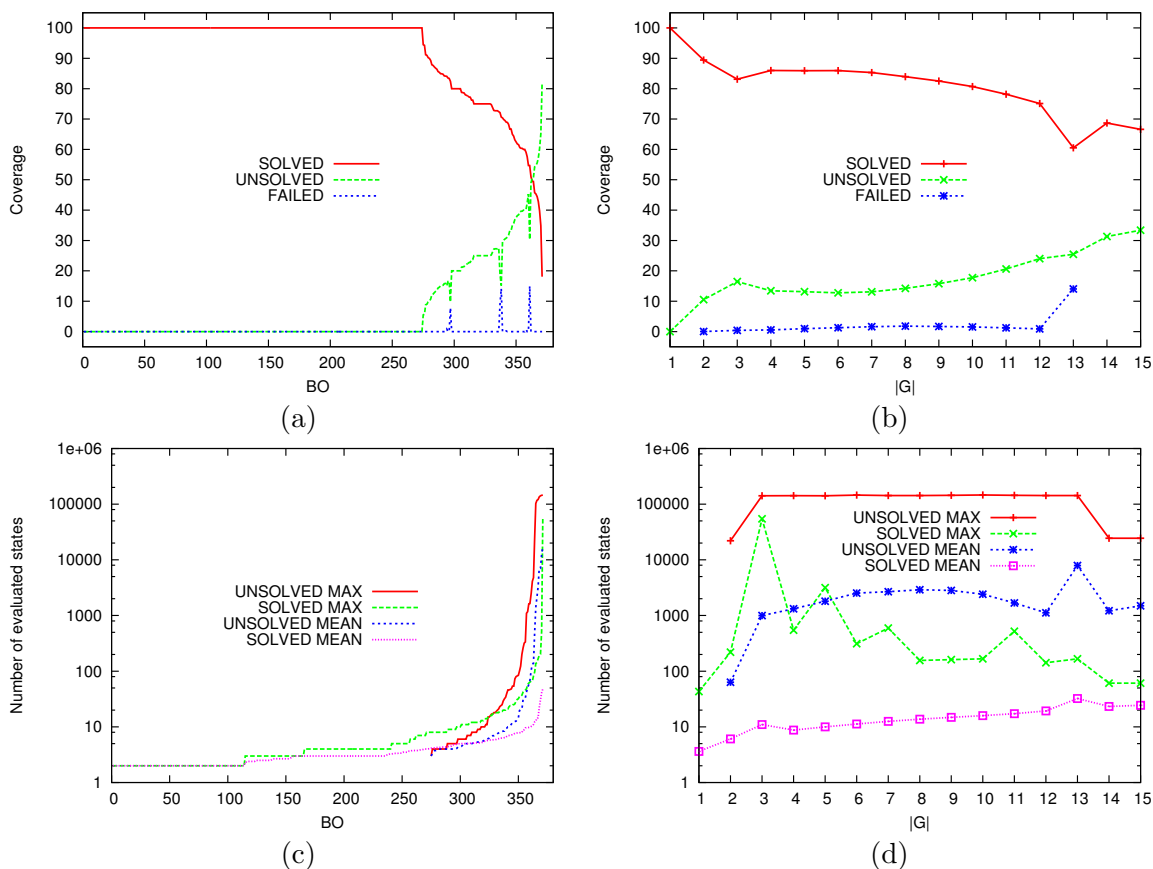 100
90
80
70
60
50
40
30
20
10
0
Coverage
SOLVED
UNSOLVED
FAILED
0 50 100 150 200 250 300 350
BO
(a)
100
90
80
70
60
50
40
30
20
10
0
Coverage
SOLVED
UNSOLVED
FAILED
1 2 3 4 5 6 7 8 9 10 11 12 13 14 15
|G|
(b)
1e+06
100000
10000
1000
100
10
1
Number of evaluated states
UNSOLVED MAX
SOLVED MAX
UNSOLVED MEAN
SOLVED MEAN
0 50 100 150 200 250 300 350
BO
(c)
1e+06
100000
10000
1000
100
10
1
Number of evaluated states
UNSOLVED MAX
SOLVED MAX
UNSOLVED MEAN
SOLVED MEAN
1 2 3 4 5 6 7 8 9 10 11 12 13 14 15
|G|
(d)